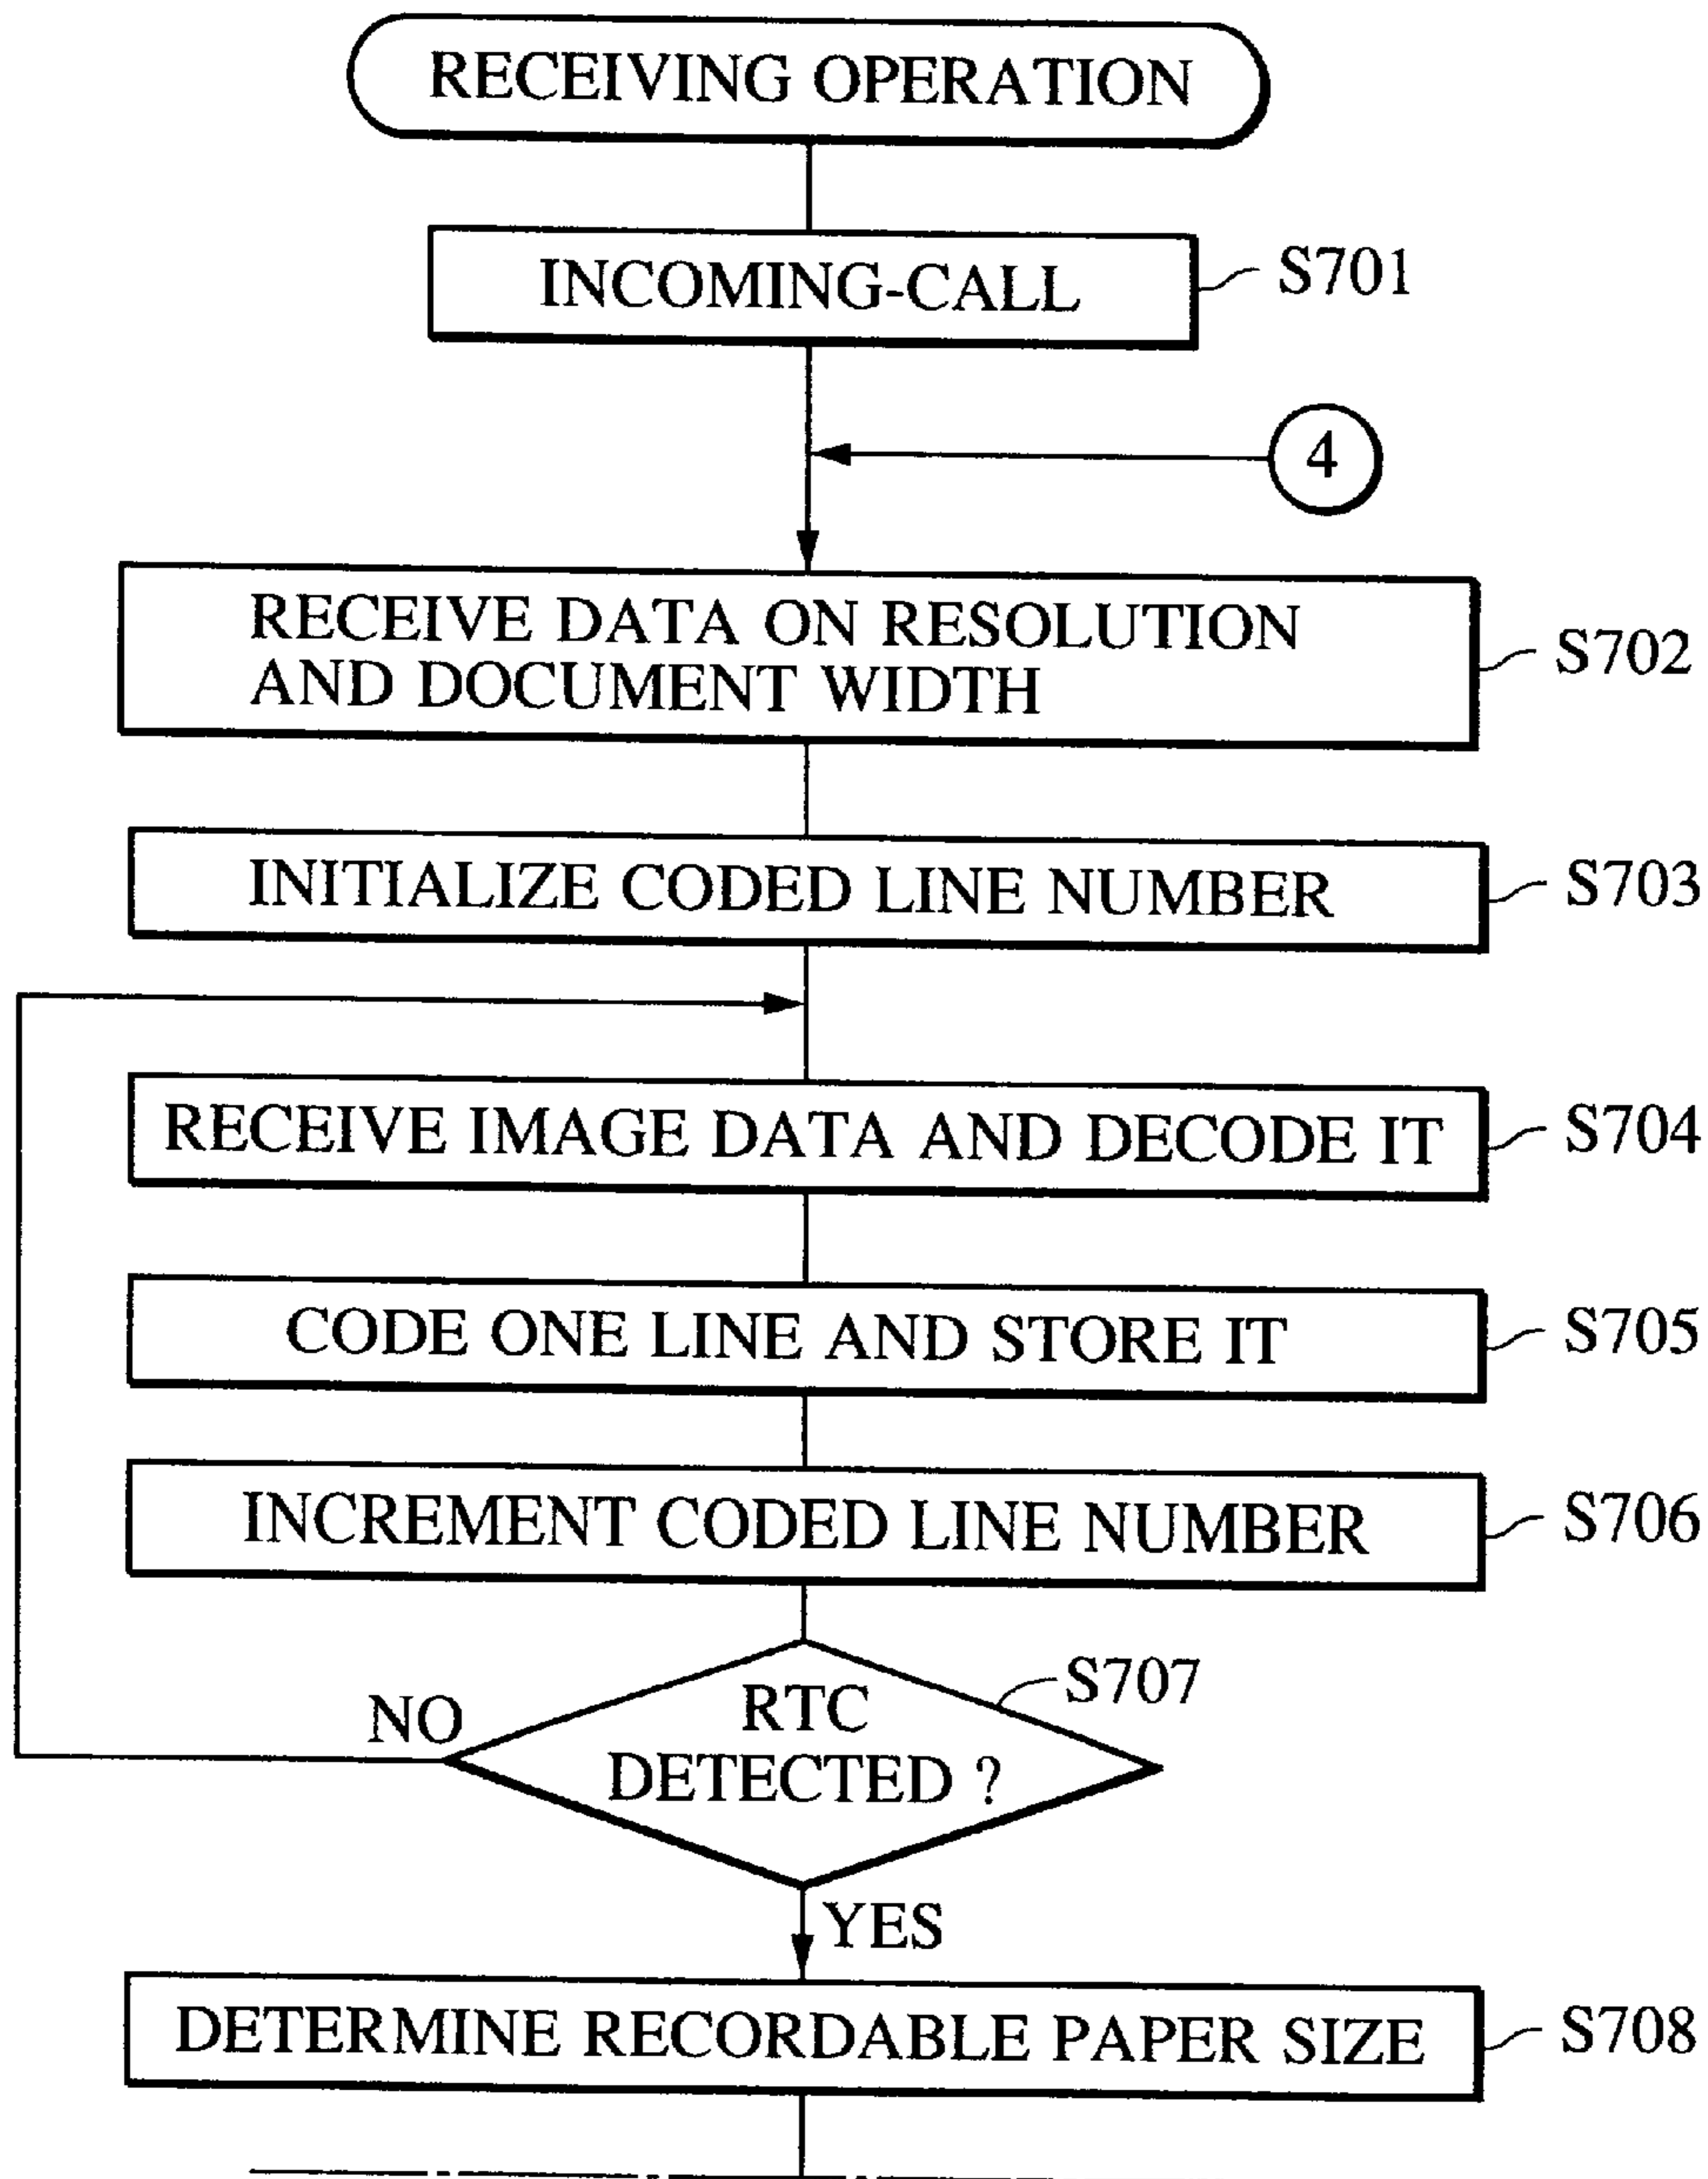 RECEIVING OPERATION
INCOMING-CALL
S701
4
RECEIVE DATA ON RESOLUTION
AND DOCUMENT WIDTH
S702
INITIALIZE CODED LINE NUMBER
S703
RECEIVE IMAGE DATA AND DECODE IT
S704
CODE ONE LINE AND STORE IT
S705
INCREMENT CODED LINE NUMBER
S706
S707
NO
RTC
DETECTED ?
YES
DETERMINE RECORDABLE PAPER SIZE
S708